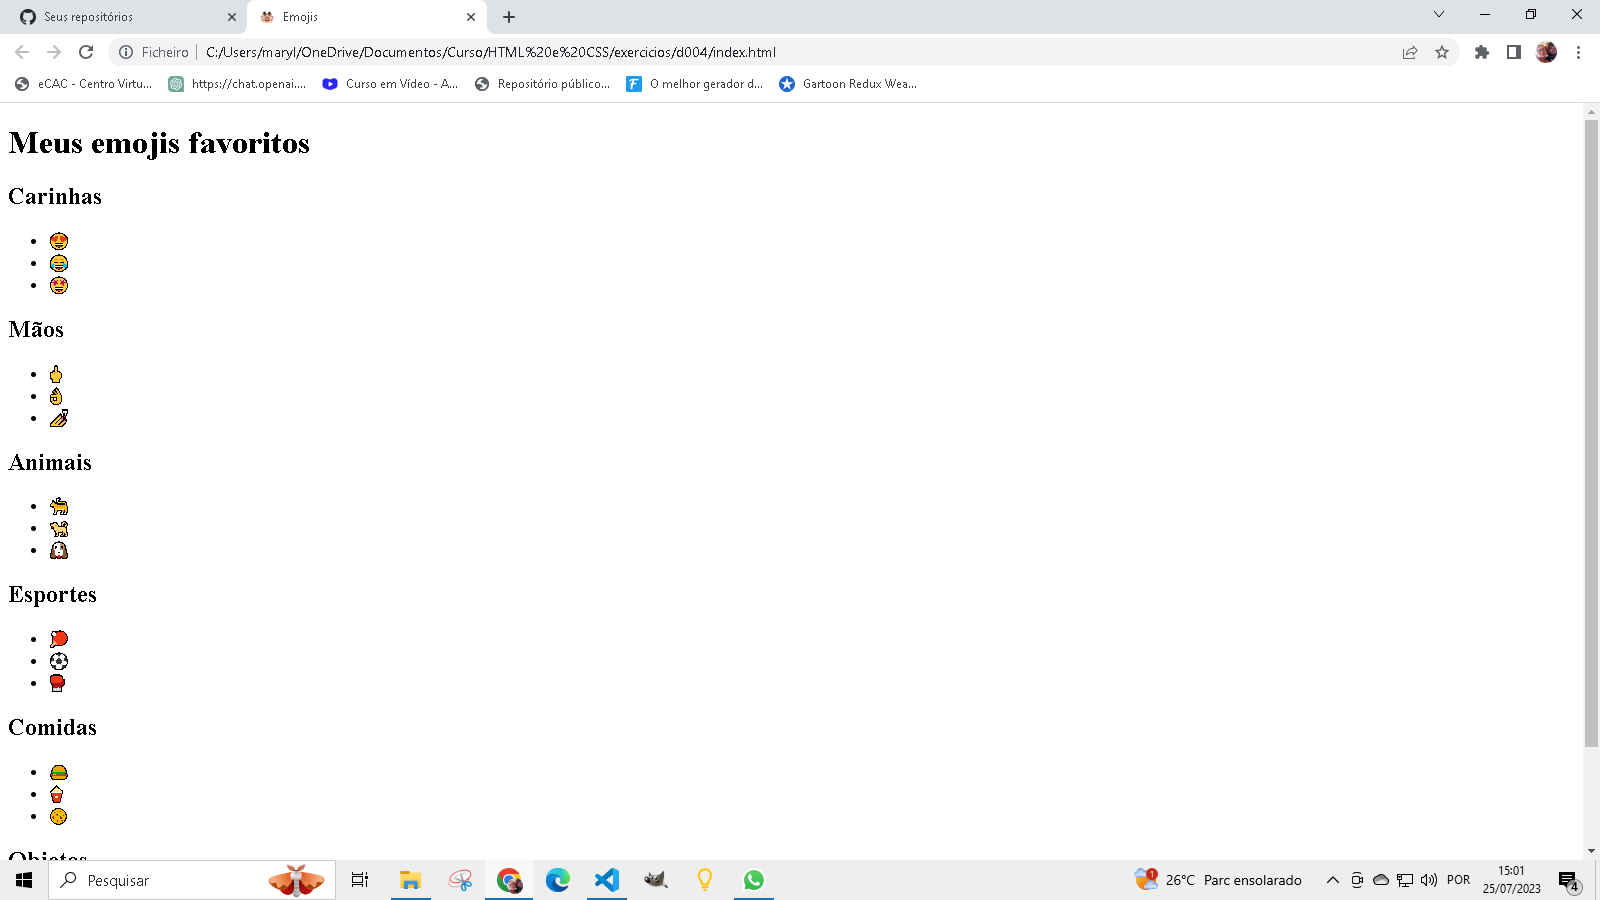 Seus repositórios
Emojis
Ficheiro
C:/Users/maryl/OneDrive/Documentos/Curso/HTML%20e%20CSS/exercicios/d004/index.html
eCAC - Centro Virtu...
https://chat.openai....
Curso em Vídeo - A...
Repositório público...
O melhor gerador d...
Gartoon Redux Wea...
Meus emojis favoritos
Carinhas
Mãos
Animais
Esportes
Comidas
Objetos
Pesquisar
1
26°C Parc ensolarado
POR
15:01
25/07/2023
4